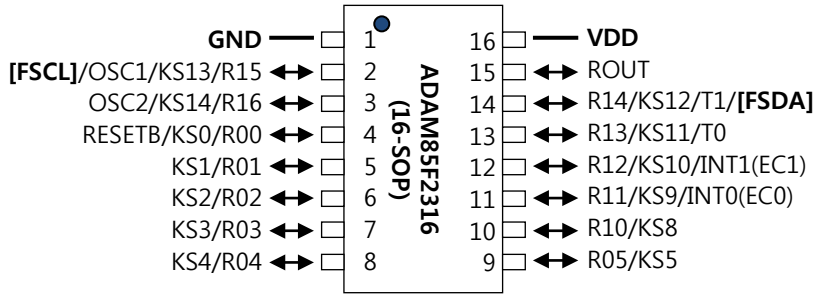 GND 1 16 VDD
[FSCL]/OSC1/KS13/R15 2 15 ROUT
OSC2/KS14/R16 3 14 R14/KS12/T1/[FSDA]
RESETB/KS0/R00 4 13 R13/KS11/T0
KS1/R01 5 12 R12/KS10/INT1(EC1)
KS2/R02 6 11 R11/KS9/INT0(EC0)
KS3/R03 7 10 R10/KS8
KS4/R04 8 9 R05/KS5
ADAM85F2316
(16-SOP)